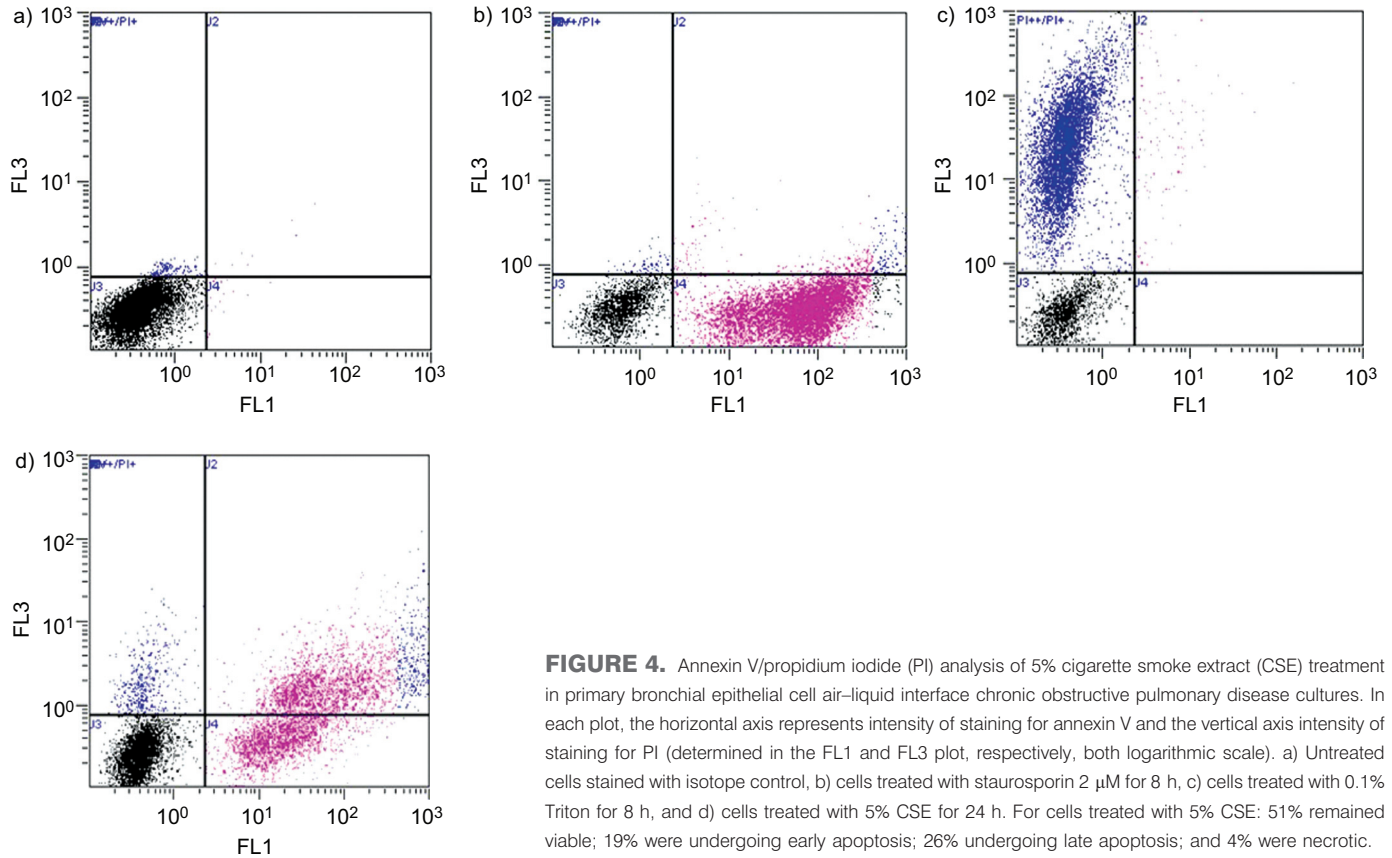 a)
10³
V+/PI+
J2
10²
FL3
10¹
10⁰
J3
J4
10⁰
10¹
10²
10³
FL1
b)
10³
V+/PI+
J2
10²
FL3
10¹
10⁰
J3
J4
10⁰
10¹
10²
10³
FL1
c)
10³
PI++/PI+
J2
10²
FL3
10¹
10⁰
J3
J4
10⁰
10¹
10²
10³
FL1
d)
10³
V+/PI+
J2
10²
FL3
10¹
10⁰
J3
J4
10⁰
10¹
10²
10³
FL1
FIGURE 4. Annexin V/propidium iodide (PI) analysis of 5% cigarette smoke extract (CSE) treatment
in primary bronchial epithelial cell air–liquid interface chronic obstructive pulmonary disease cultures. In
each plot, the horizontal axis represents intensity of staining for annexin V and the vertical axis intensity of
staining for PI (determined in the FL1 and FL3 plot, respectively, both logarithmic scale). a) Untreated
cells stained with isotope control, b) cells treated with staurosporin 2 μM for 8 h, c) cells treated with 0.1%
Triton for 8 h, and d) cells treated with 5% CSE for 24 h. For cells treated with 5% CSE: 51% remained
viable; 19% were undergoing early apoptosis; 26% undergoing late apoptosis; and 4% were necrotic.